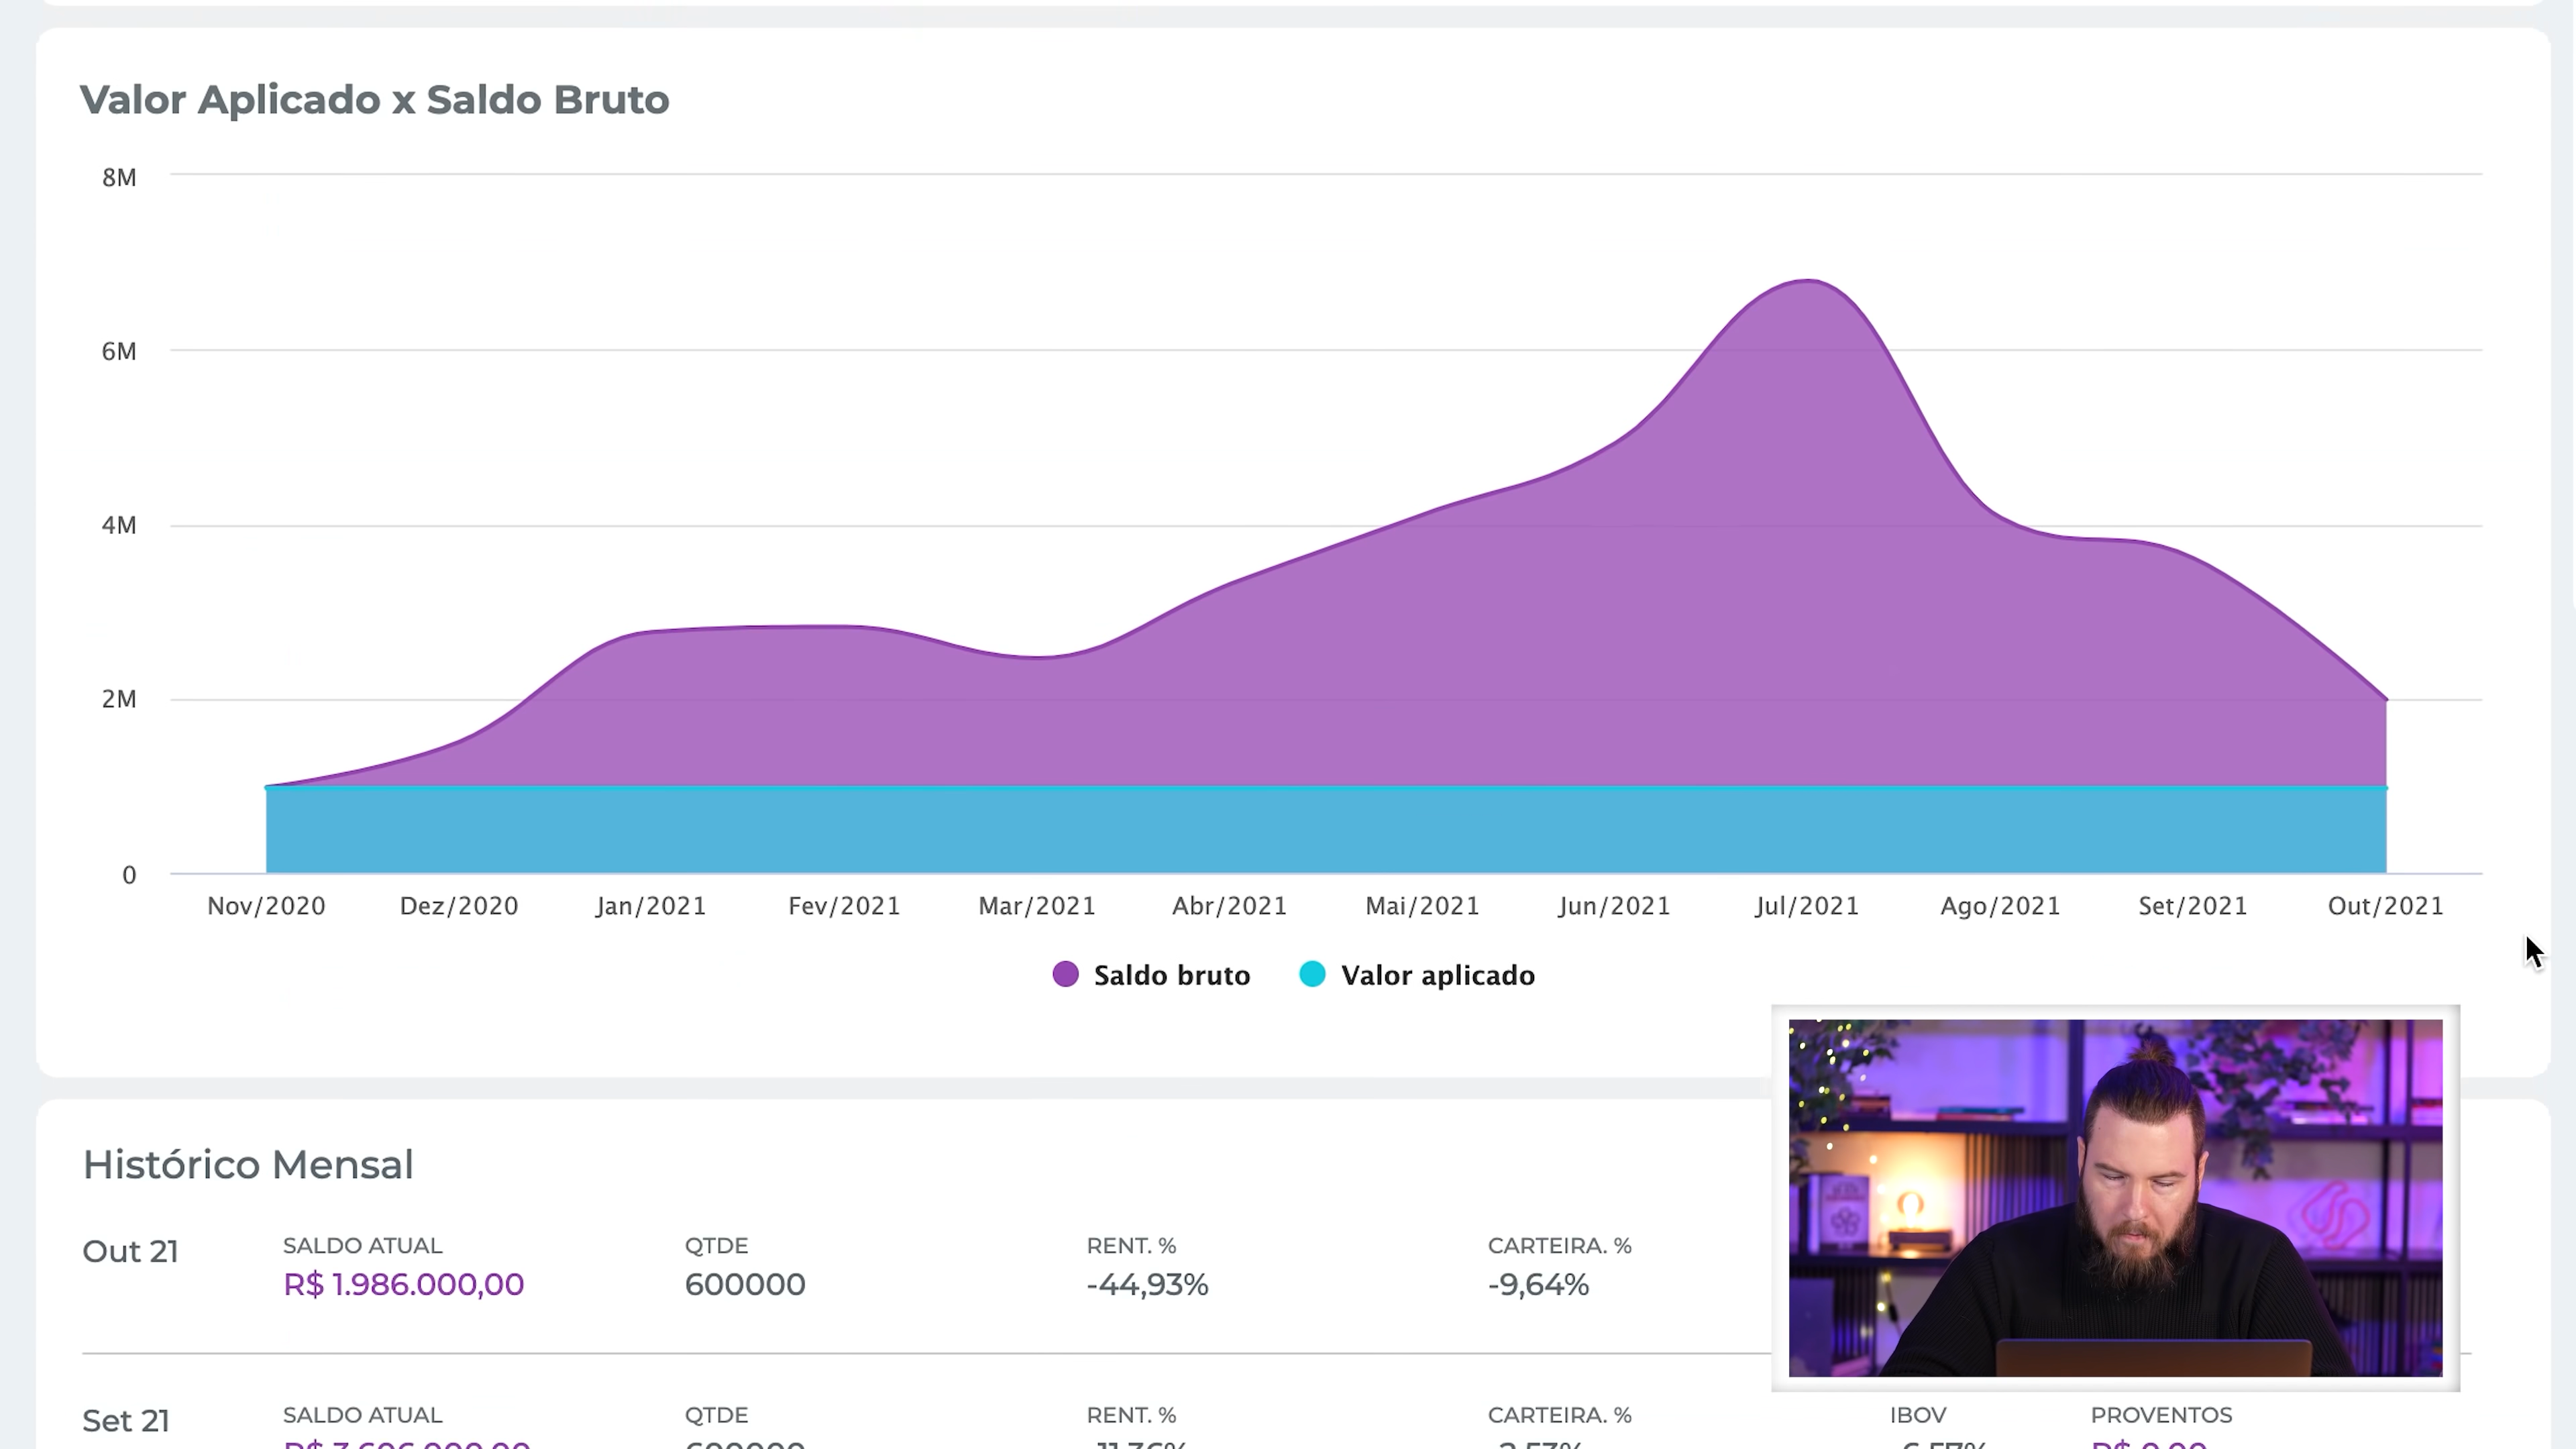 Valor Aplicado x Saldo Bruto
8M
6M
4M
2M
0
Nov/2020 Dez/2020 Jan/2021 Fev/2021 Mar/2021 Abr/2021 Mai/2021 Jun/2021 Jul/2021 Ago/2021 Set/2021 Out/2021
Saldo bruto Valor aplicado
Histórico Mensal
Out 21 SALDO ATUAL QTDE RENT. % CARTEIRA. %
R$ 1.986.000,00 600000 -44,93% -9,64%
Set 21 SALDO ATUAL QTDE RENT. % CARTEIRA. % IBOV PROVENTOS